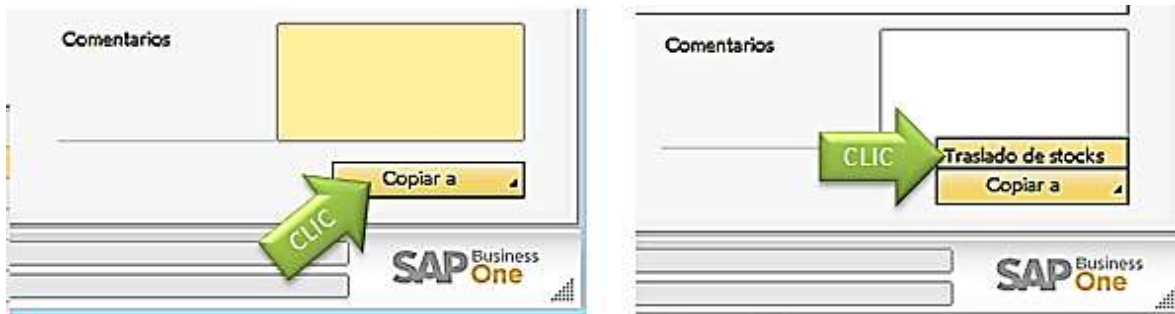 Comentarios
Copiar a
CLIC
SAP Business One
Comentarios
CLIC
Traslado de stocks
Copiar a
SAP Business One